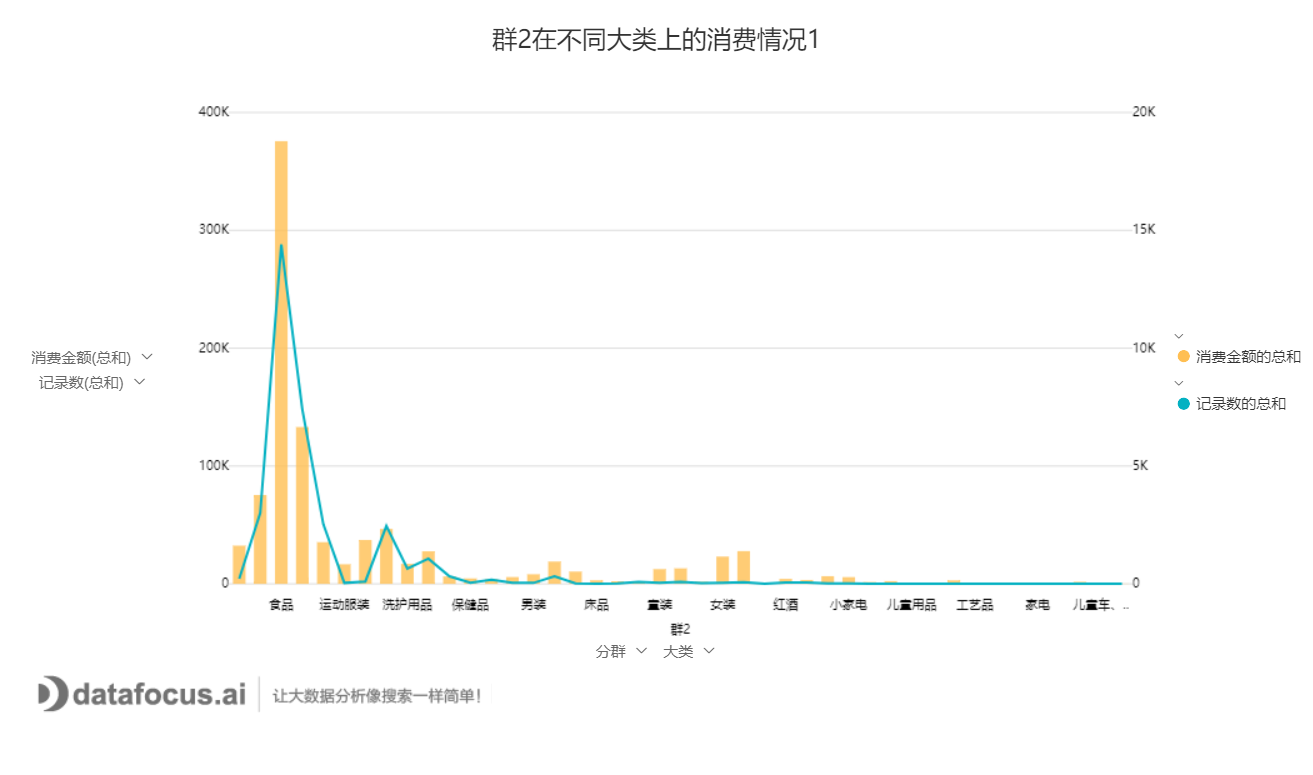 群2在不同大类上的消费情况1
400K
20K
300K
15K
200K
10K
100K
5K
0
0
消费金额(总和)
记录数(总和)
消费金额的总和
记录数的总和
食品 运动服装 洗护用品 保健品 男装 床品 童装 女装 红酒 小家电 儿童用品 工艺品 家电 儿童车、..
群2
分群 大类
datafocus.ai 让大数据分析像搜索一样简单!